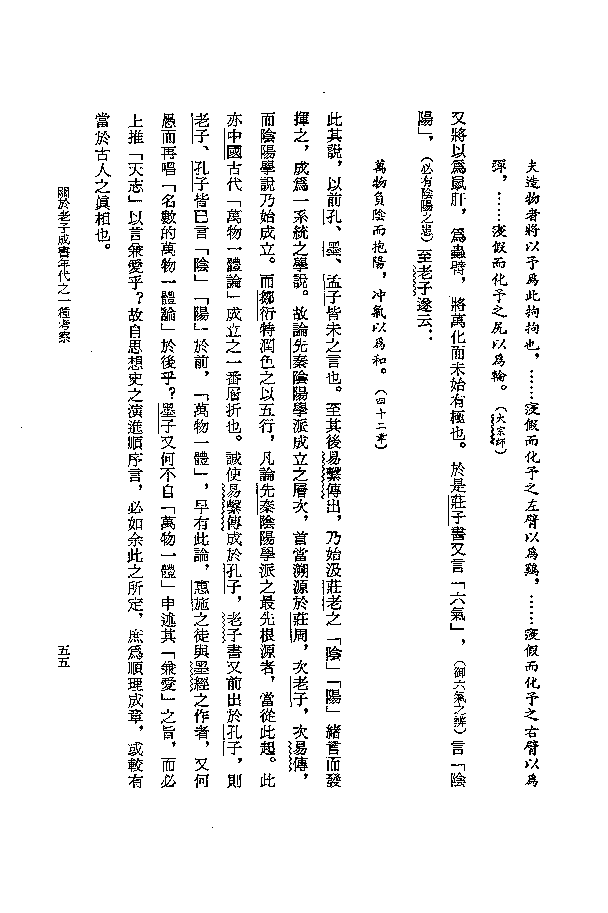 夫造物者將以予爲此拘拘也，……浸假而化予之左臂以爲鷄，……浸假而化予之右臂以爲
彈，……浸假而化予之尻以爲輪。（大宗師）
又將以爲鼠肝，爲蟲臂，將萬化而未始有極也。於是莊子書又言「六氣」，（御六氣之辨）言「陰
陽」，（必有陰陽之患）至老子遂云：
萬物負陰而抱陽，冲氣以爲和。（四十二章）
此其說，以前孔、墨、孟子皆未之言也。至其後易繫傳出，乃始汲莊老之「陰」「陽」緒言而發
揮之，成爲一系統之學說。故論先秦陰陽學派成立之層次，首當溯源於莊周，次老子，次易傳，
而陰陽學說乃始成立。而鄒衍特潤色之以五行，凡論先秦陰陽學派之最先根源者，當從此起。此
亦中國古代「萬物一體論」成立之一番層折也。誠使易繫傳成於孔子，老子書又前出於孔子，則
老子、孔子皆已言「陰」「陽」於前，「萬物一體」，早有此論，惠施之徒與墨經之作者，又何
愚而再唱「名數的萬物一體論」於後乎？墨子又何不自「萬物一體」申述其「兼愛」之旨，而必
上推「天志」以言兼愛乎？故自思想史之演進順序言，必如余此之所定，庶爲順理成章，或較有
當於古人之眞相也。
關於老子成書年代之一種考察
五五